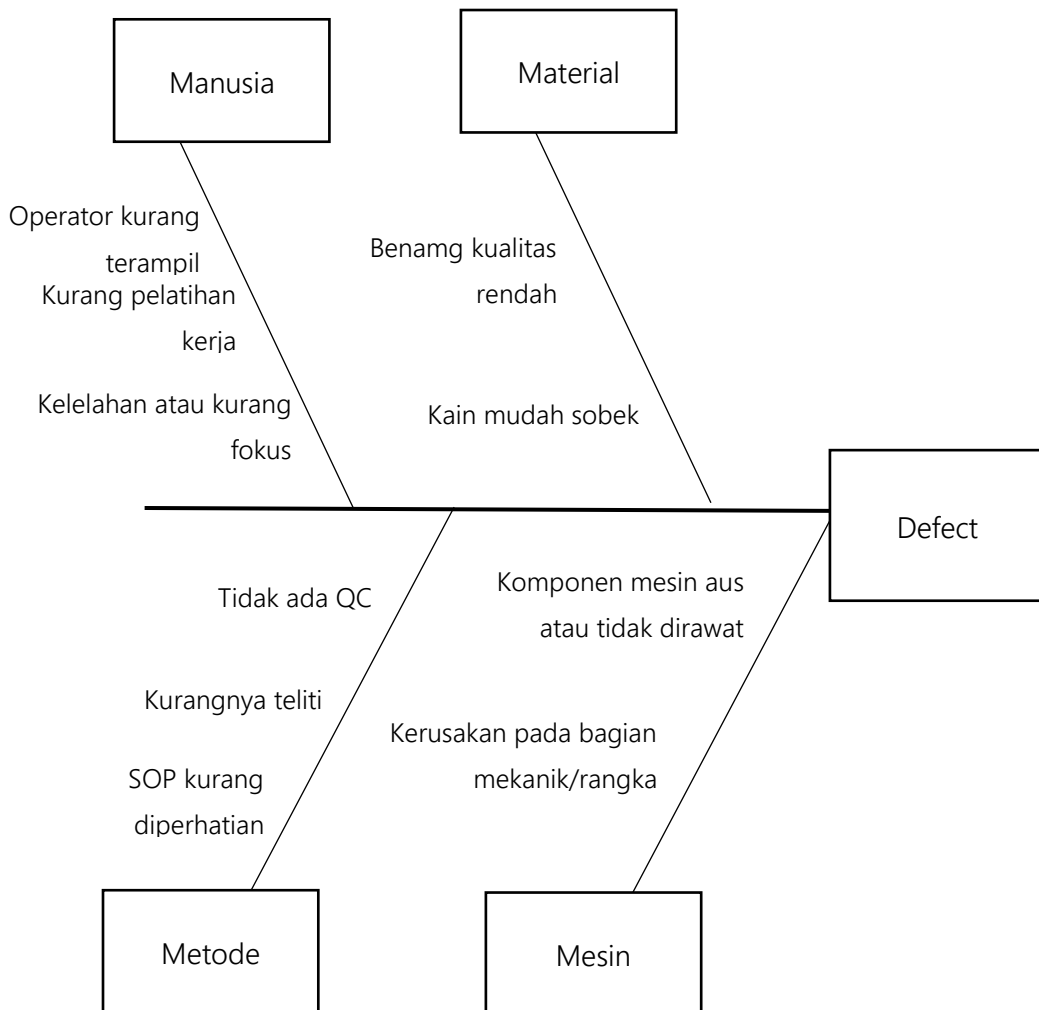 Manusia
Material
Operator kurang
terampil
Kurang pelatihan
kerja
Kelelahan atau kurang
fokus
Benamg kualitas
rendah
Kain mudah sobek
Defect
Tidak ada QC
Kurangnya teliti
SOP kurang
diperhatian
Komponen mesin aus
atau tidak dirawat
Kerusakan pada bagian
mekanik/rangka
Metode
Mesin